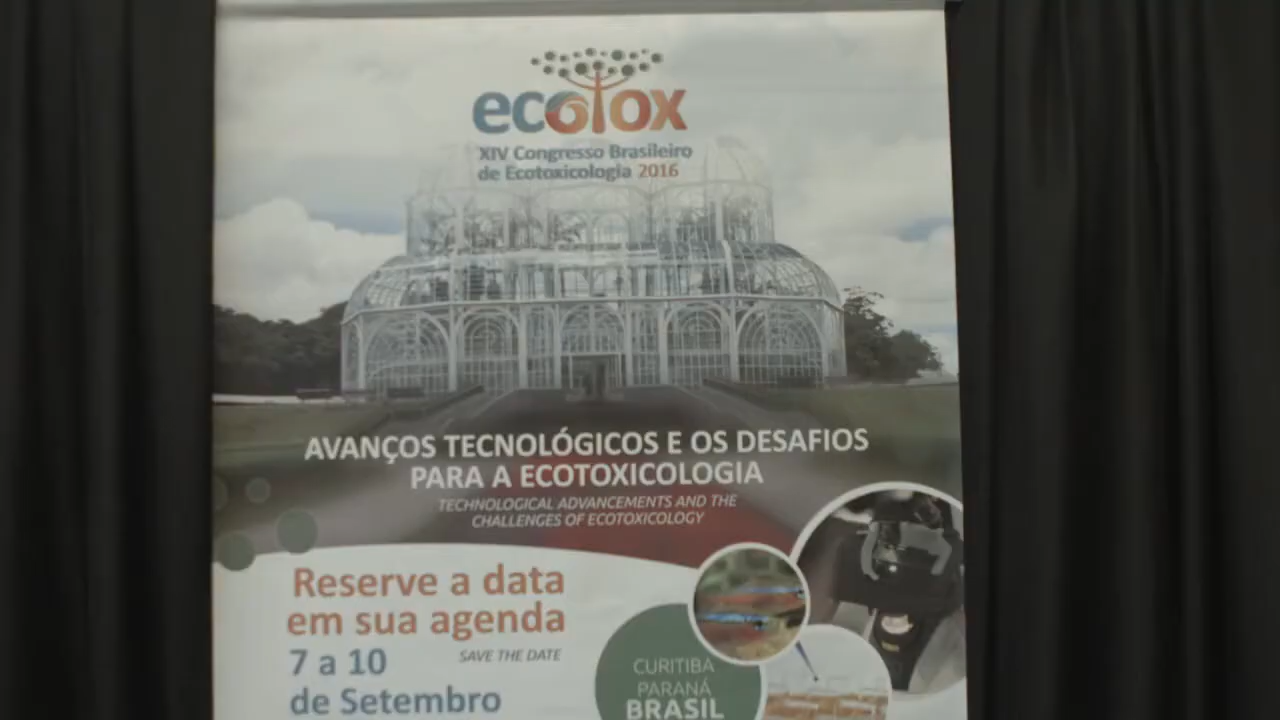 ecotox
XIV Congresso Brasileiro
de Ecotoxicologia 2016
AVANÇOS TECNOLÓGICOS E OS DESAFIOS
PARA A ECOTOXICOLOGIA
TECHNOLOGICAL ADVANCEMENTS AND THE
CHALLENGES OF ECOTOXICOLOGY
Reserve a data
em sua agenda
7 a 10
SAVE THE DATE
de Setembro
CURITIBA
PARANÁ
BRASIL